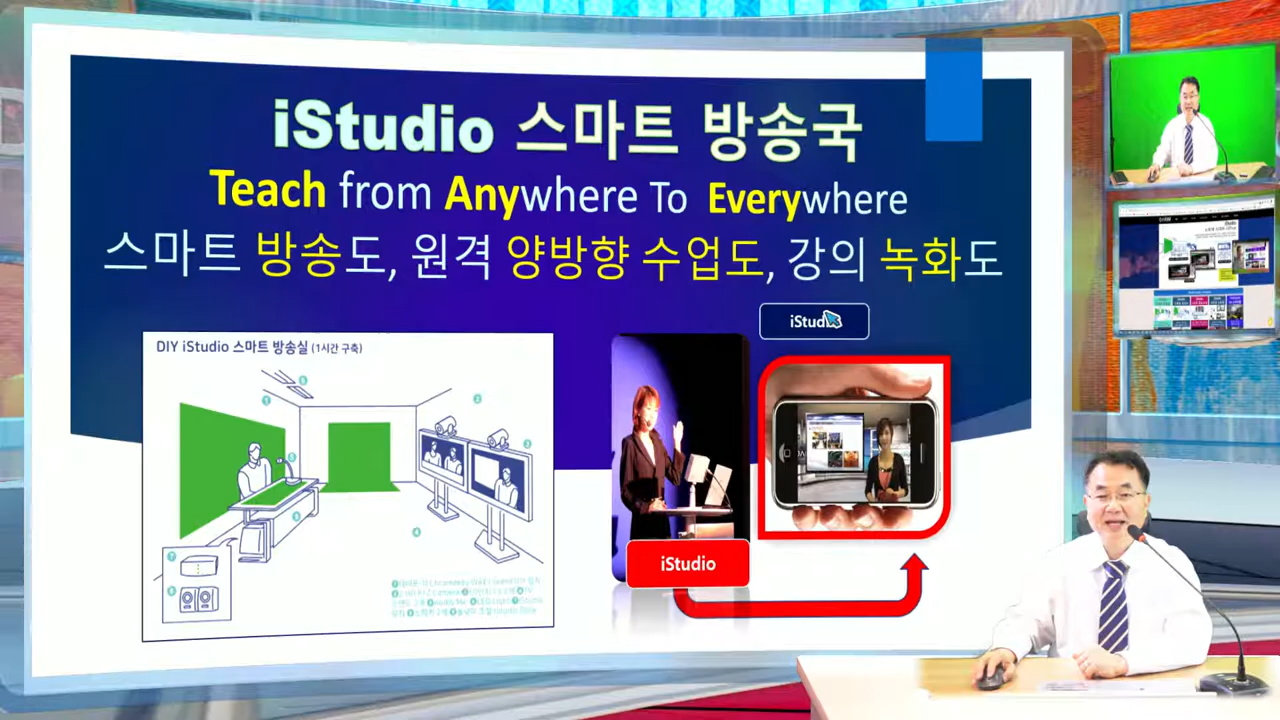 iStudio 스마트 방송국
Teach from Anywhere To Everywhere
스마트 방송도, 원격 양방향 수업도, 강의 녹화도
iStud
DIY iStudio 스마트 방송실 (1시간 구축)
iStudio